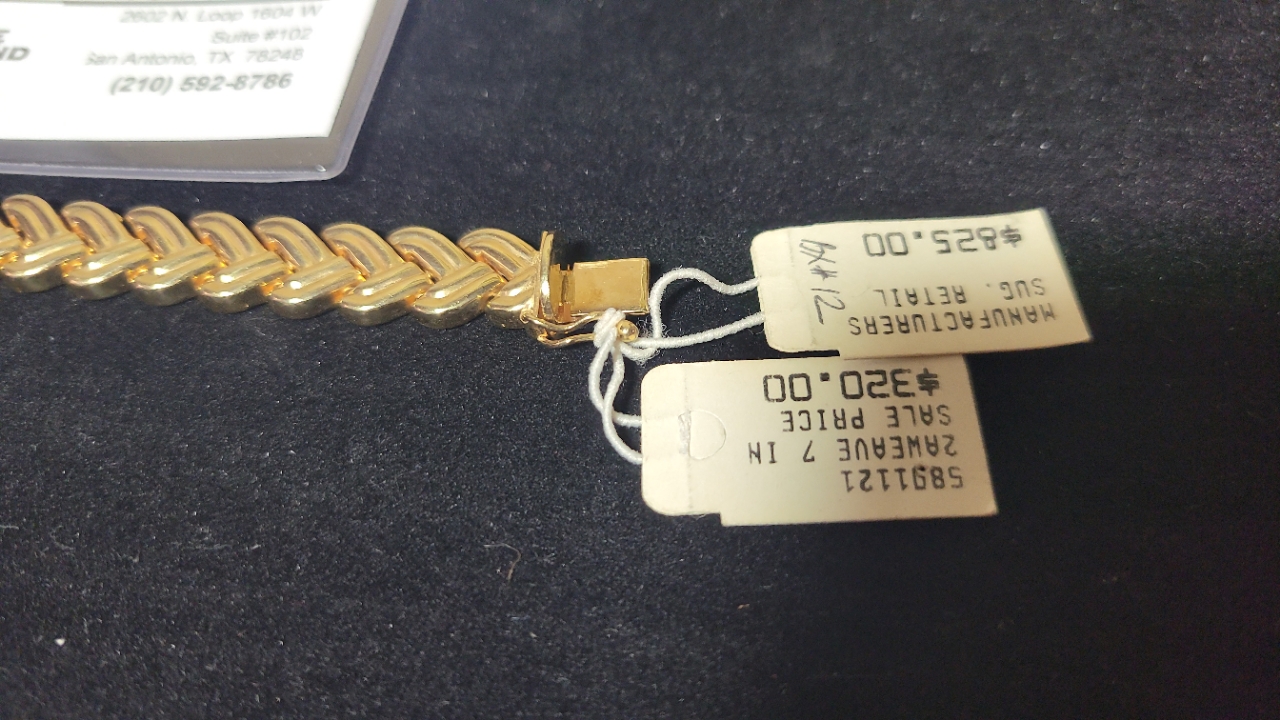 2602 N. Loop 1604 W
Suite #102
San Antonio, TX 78248
(210) 592-8786
MANUFACTURERS
SUG. RETAIL
$825.00
5891121
2AWEAVE 7 IN
SALE PRICE
$320.00